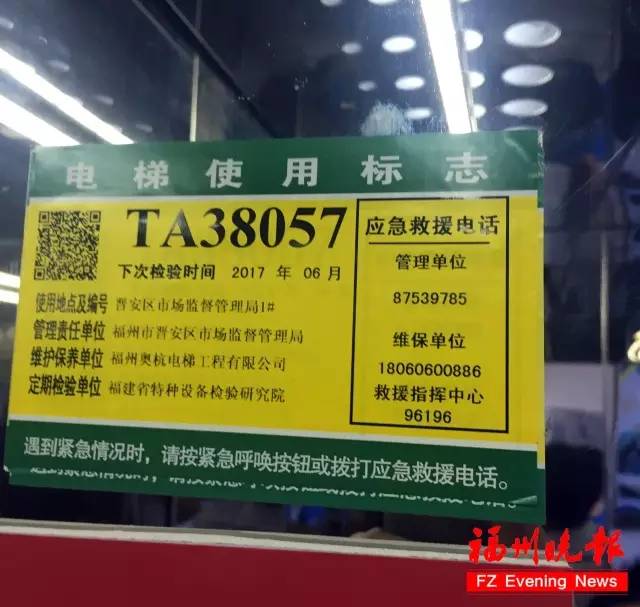 电梯使用标志
TA38057
下次检验时间 2017 年 06 月
使用地点及编号 晋安区市场监督管理局1#
管理责任单位 福州市晋安区市场监督管理局
维护保养单位 福州奥杭电梯工程有限公司
定期检验单位 福建省特种设备检验研究院
应急救援电话
管理单位
87539785
维保单位
18060600886
救援指挥中心
96196
遇到紧急情况时，请按紧急呼唤按钮或拨打应急救援电话。
福州晚报
FZ Evening News